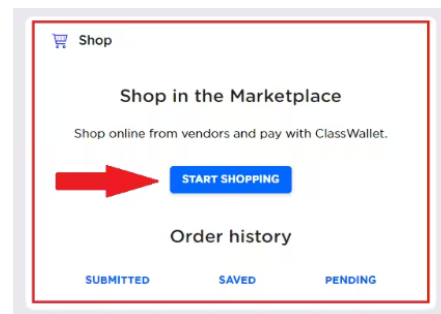 Shop
Shop in the Marketplace
Shop online from vendors and pay with ClassWallet.
START SHOPPING
Order history
SUBMITTED SAVED PENDING